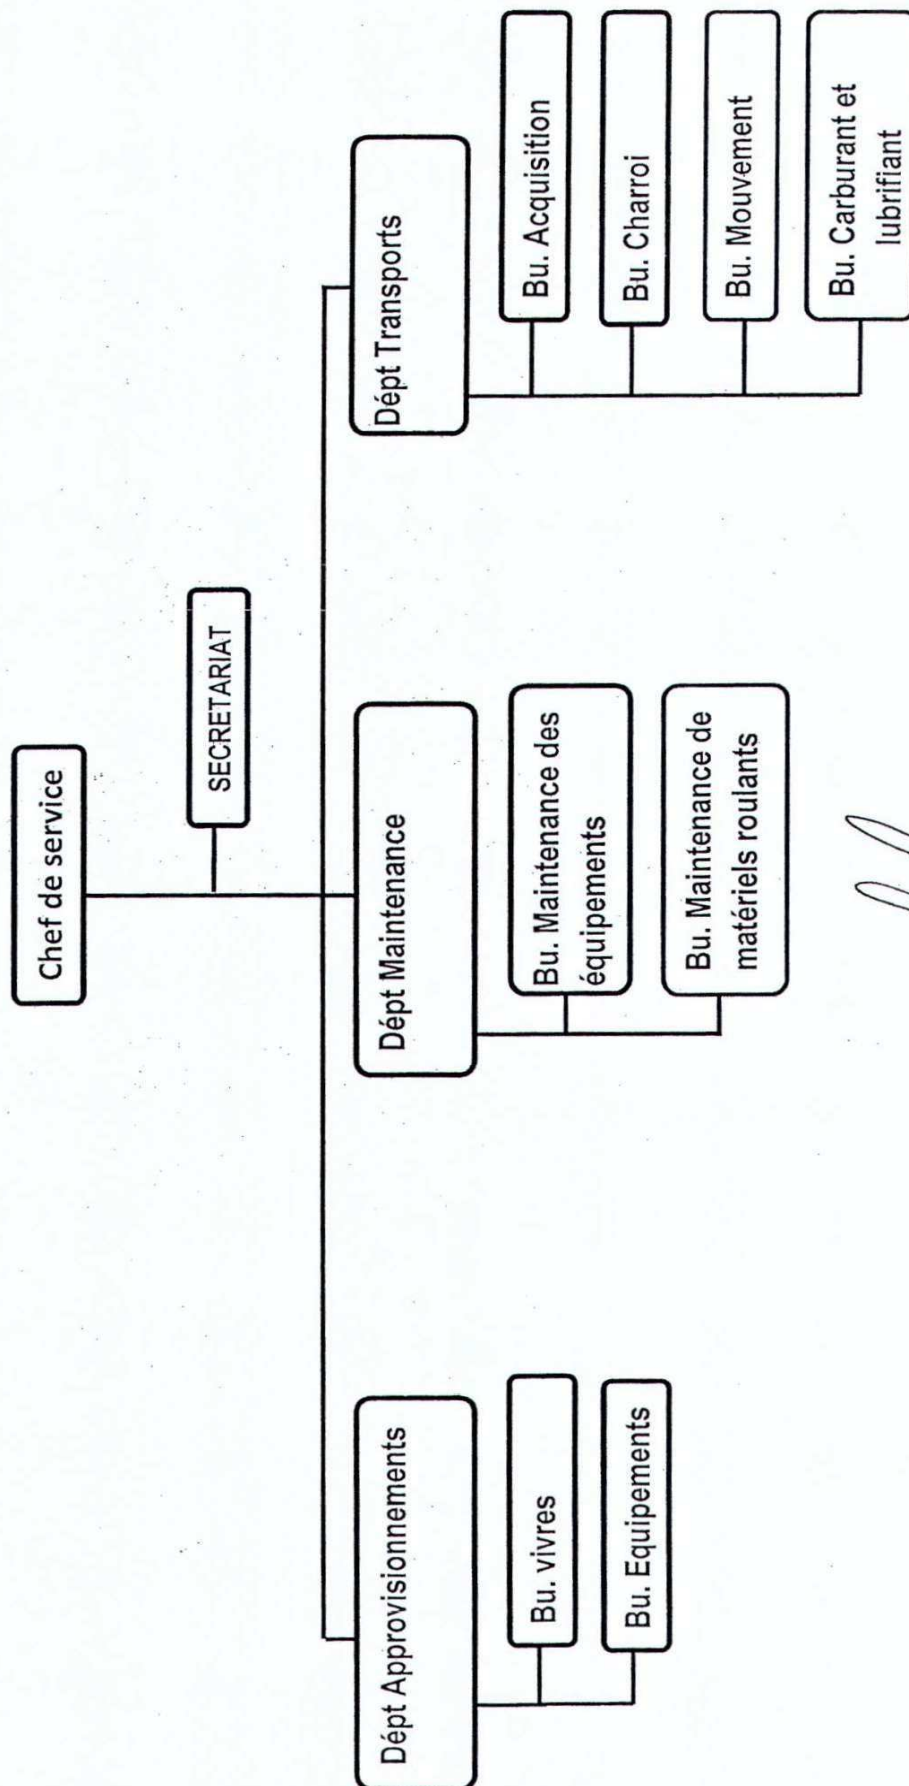 Chef de service
SECRETARIAT
Dépt Approvisionnements
Bu. vivres
Bu. Equipements
Dépt Maintenance
Bu. Maintenance des
équipements
Bu. Maintenance de
matériels roulants
Dépt Transports
Bu. Acquisition
Bu. Charroi
Bu. Mouvement
Bu. Carburant et
lubrifiant